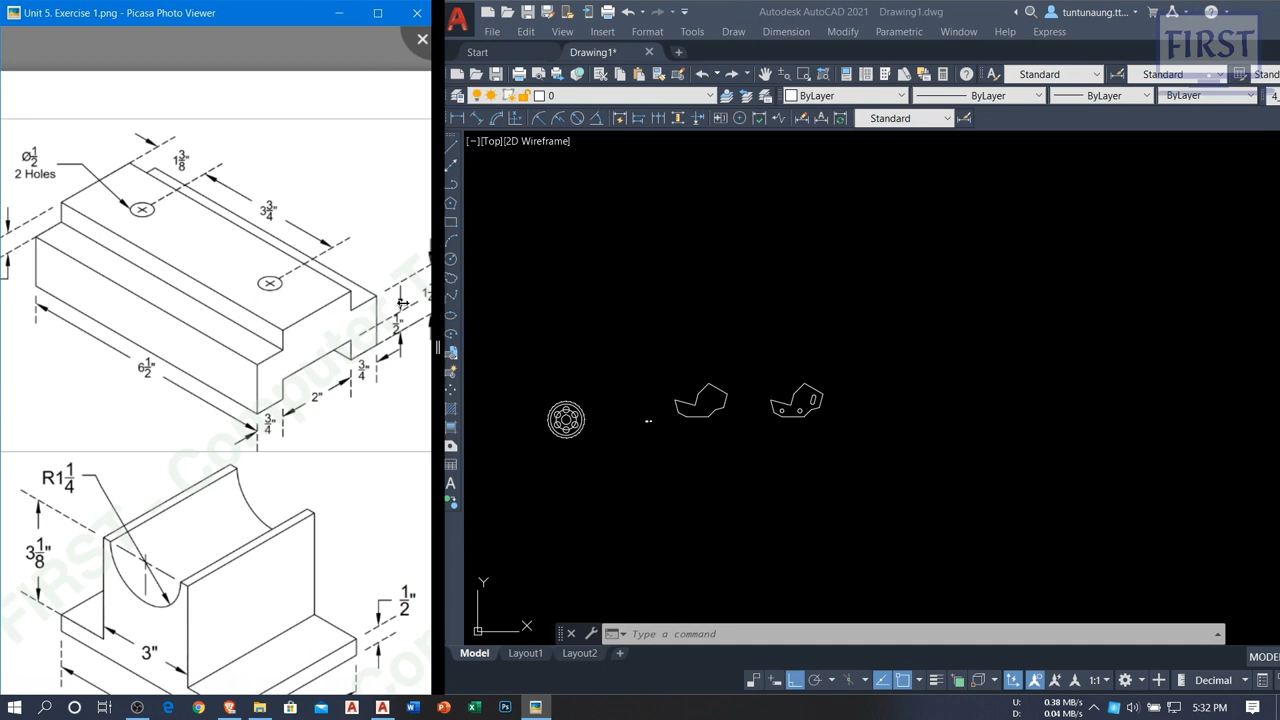 Unit 5. Exercise 1.png - Picasa Photo Viewer
Autodesk AutoCAD 2021 Drawing1.dwg
tuntunaung.tt...
FIRST
File Edit View Insert Format Tools Draw Dimension Modify Parametric Window Help Express
Start
Drawing1*
Standard
Standard
0
ByLayer
ByLayer
ByLayer
ByLayer
Standard
[−][Top][2D Wireframe]
Ø1/2
2 Holes
1 3/8"
3 3/4"
1/2"
3/4"
6 1/2"
2"
3/4"
R1 1/4
3 1/8"
1/2"
3"
FIRST Computer
Y
X
A
Type a command
Model
Layout1
Layout2
MODEL
1:1
Decimal
U: 0.38 MB/s
D: 0.04 MB/s
5:32 PM